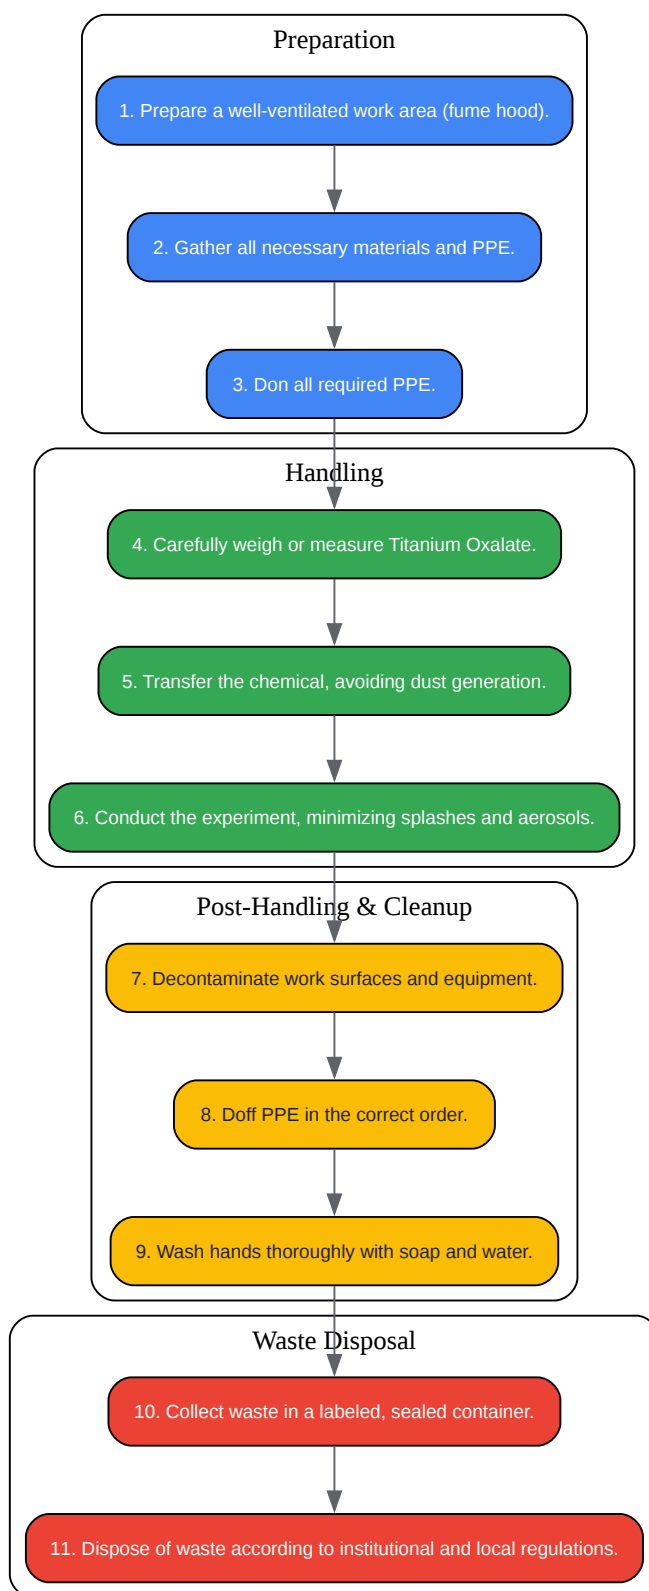 Preparation
1. Prepare a well-ventilated work area (fume hood).
2. Gather all necessary materials and PPE.
3. Don all required PPE.
Handling
4. Carefully weigh or measure Titanium Oxalate.
5. Transfer the chemical, avoiding dust generation.
6. Conduct the experiment, minimizing splashes and aerosols.
Post-Handling & Cleanup
7. Decontaminate work surfaces and equipment.
8. Doff PPE in the correct order.
9. Wash hands thoroughly with soap and water.
Waste Disposal
10. Collect waste in a labeled, sealed container.
11. Dispose of waste according to institutional and local regulations.